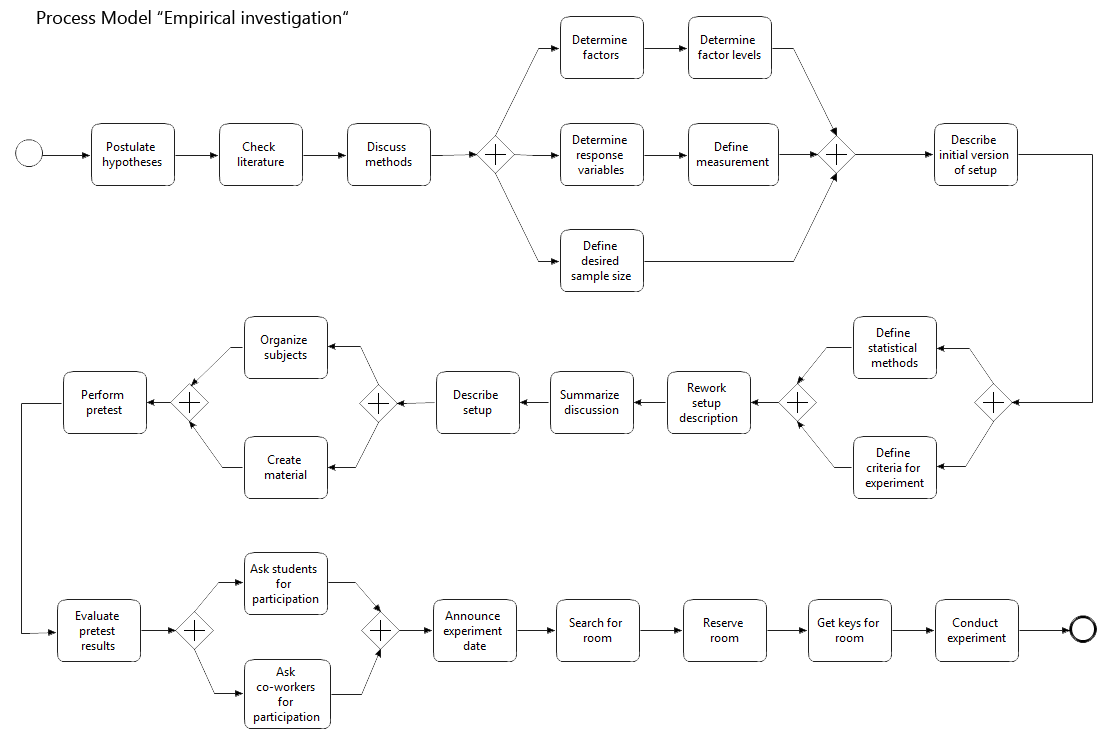 Process Model “Empirical investigation“
Determine
factors
Determine
factor levels
Postulate
hypotheses
Check
literature
Discuss
methods
Determine
response
variables
Define
measurement
Describe
initial version
of setup
Define
desired
sample size
Organize
subjects
Define
statistical
methods
Perform
pretest
Describe
setup
Summarize
discussion
Rework
setup
description
Create
material
Define
criteria for
experiment
Ask students
for
participation
Evaluate
pretest
results
Announce
experiment
date
Search for
room
Reserve
room
Get keys for
room
Conduct
experiment
Ask
co-workers
for
participation